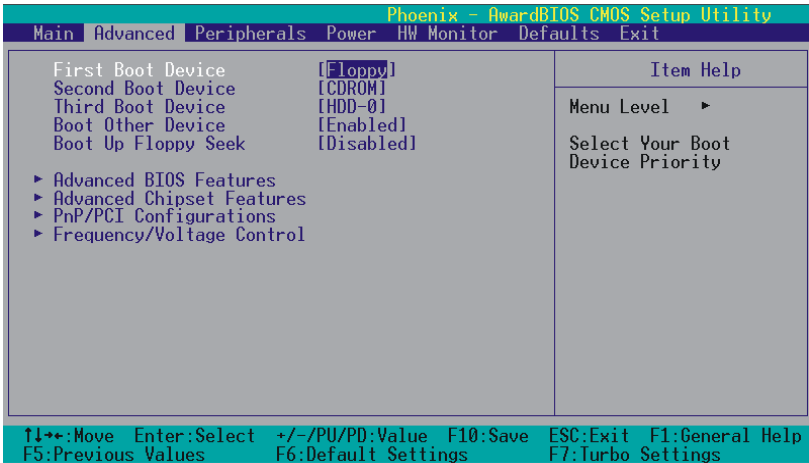 Phoenix - AwardBIOS CMOS Setup Utility
Main Advanced Peripherals Power HW Monitor Defaults Exit
First Boot Device [Floppy]
Second Boot Device [CDROM]
Third Boot Device [HDD-0]
Boot Other Device [Enabled]
Boot Up Floppy Seek [Disabled]
► Advanced BIOS Features
► Advanced Chipset Features
► PnP/PCI Configurations
► Frequency/Voltage Control
Item Help
Menu Level ►
Select Your Boot
Device Priority
↑↓→←:Move Enter:Select +/-/PU/PD:Value F10:Save ESC:Exit F1:General Help
F5:Previous Values F6:Default Settings F7:Turbo Settings